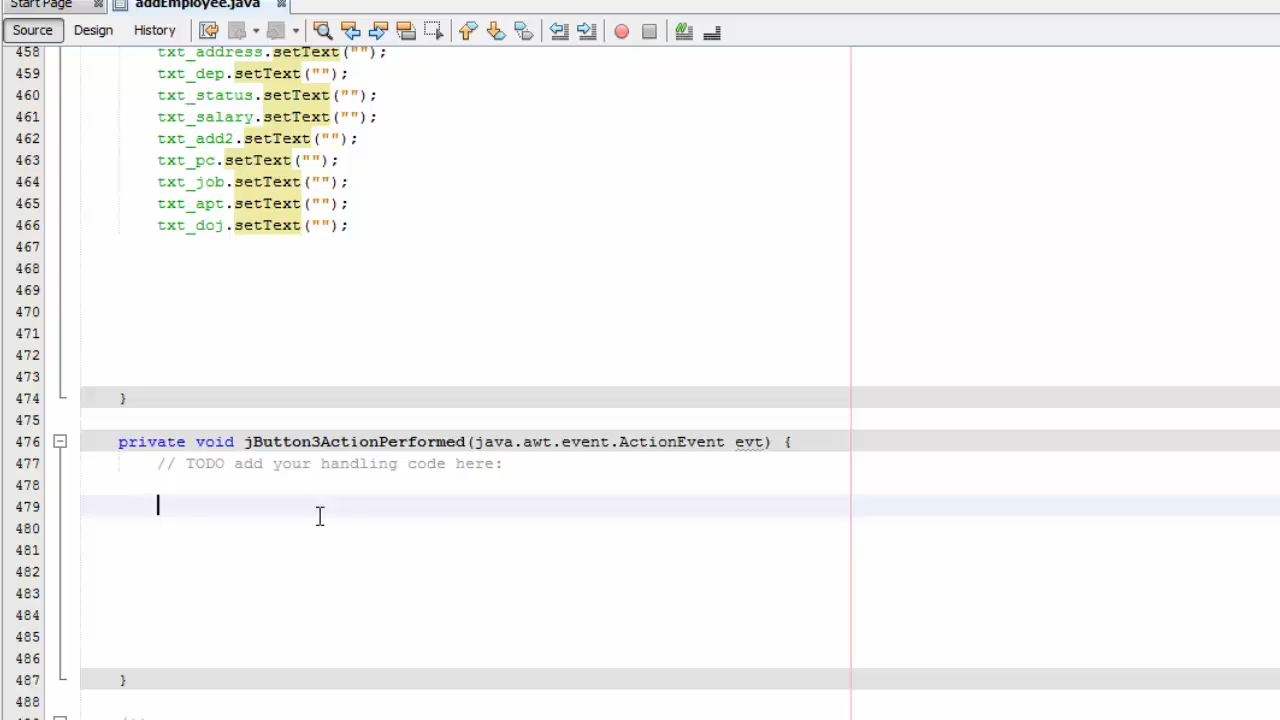 Start Page addEmployee.java
Source Design History
458 txt_address.setText("");
459 txt_dep.setText("");
460 txt_status.setText("");
461 txt_salary.setText("");
462 txt_add2.setText("");
463 txt_pc.setText("");
464 txt_job.setText("");
465 txt_apt.setText("");
466 txt_doj.setText("");
467
468
469
470
471
472
473
474 }
475
476 private void jButton3ActionPerformed(java.awt.event.ActionEvent evt) {
477 // TODO add your handling code here:
478
479
480
481
482
483
484
485
486
487 }
488